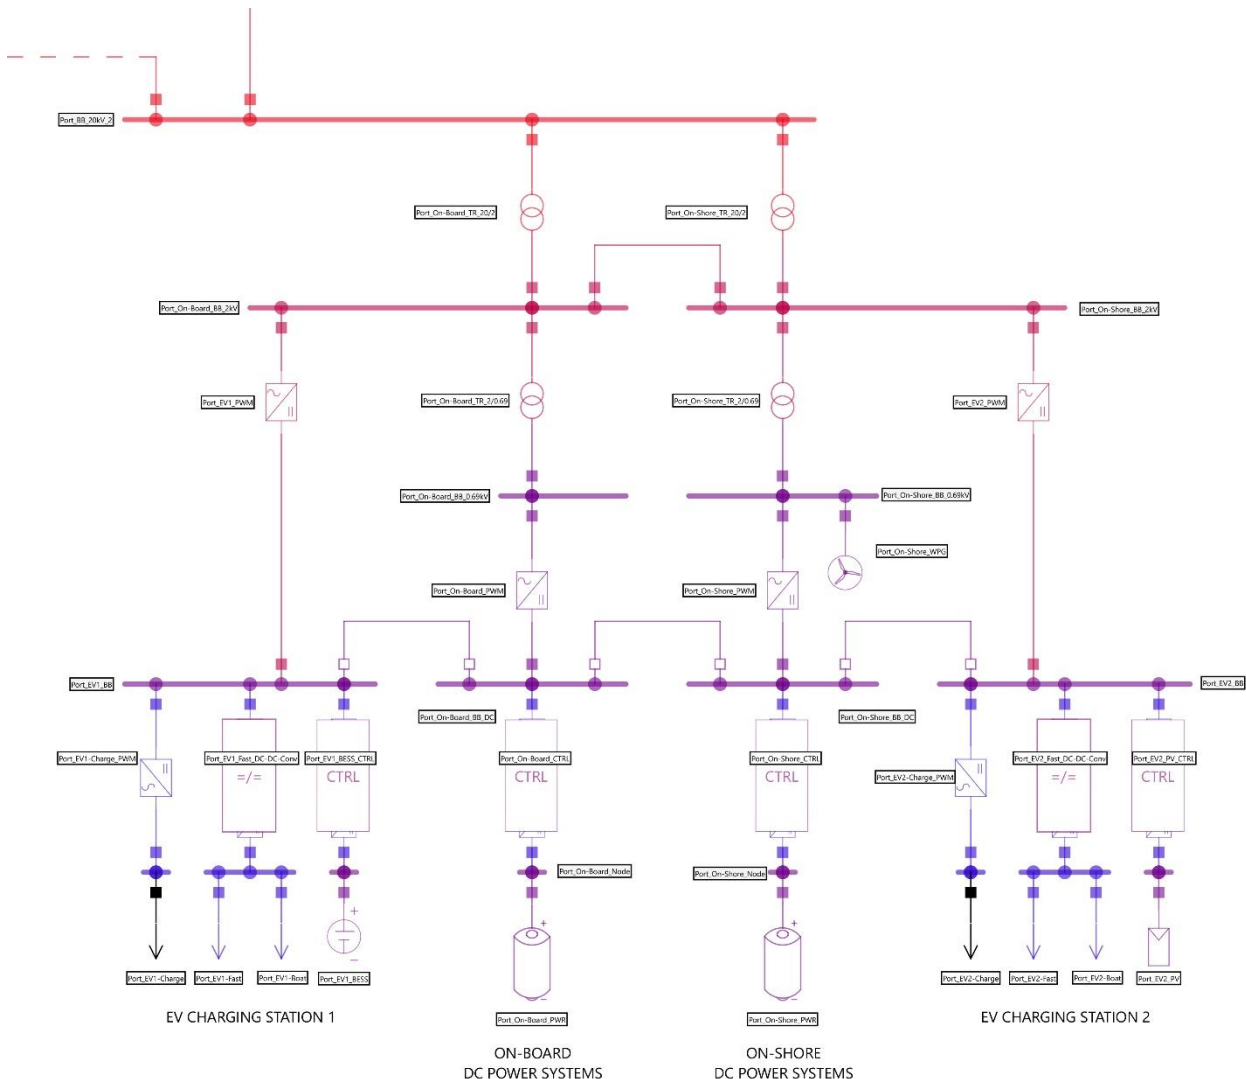 Port_BB_20kV_2
Port_On-Board_TR_20/2
Port_On-Shore_TR_20/2
Port_On-Board_BB_2kV
Port_On-Shore_BB_2kV
Port_EV1_PWM
Port_On-Board_TR_2/0.69
Port_On-Shore_TR_2/0.69
Port_EV2_PWM
Port_On-Board_BB_0.69kV
Port_On-Shore_BB_0.69kV
Port_On-Shore_WPG
Port_On-Board_PWM
Port_On-Shore_PWM
Port_EV1_BB
Port_EV2_BB
Port_On-Board_BB_DC
Port_On-Shore_BB_DC
Port_EV1-Charge_PWM
Port_EV1_Fast_DC-DC-Conv
Port_EV1_BESS_CTRL
Port_On-Board_CTRL
Port_On-Shore_CTRL
Port_EV2-Charge_PWM
Port_EV2_Fast_DC-DC-Conv
Port_EV2_PV_CTRL
=/=
CTRL
CTRL
CTRL
=/=
CTRL
Port_On-Board_Node
Port_On-Shore_Node
Port_EV1-Charge
Port_EV1-Fast
Port_EV1-Boat
Port_EV1_BESS
Port_EV2-Charge
Port_EV2-Fast
Port_EV2-Boat
Port_EV2_PV
Port_On-Board_PWR
Port_On-Shore_PWR
EV CHARGING STATION 1
EV CHARGING STATION 2
ON-BOARD
DC POWER SYSTEMS
ON-SHORE
DC POWER SYSTEMS